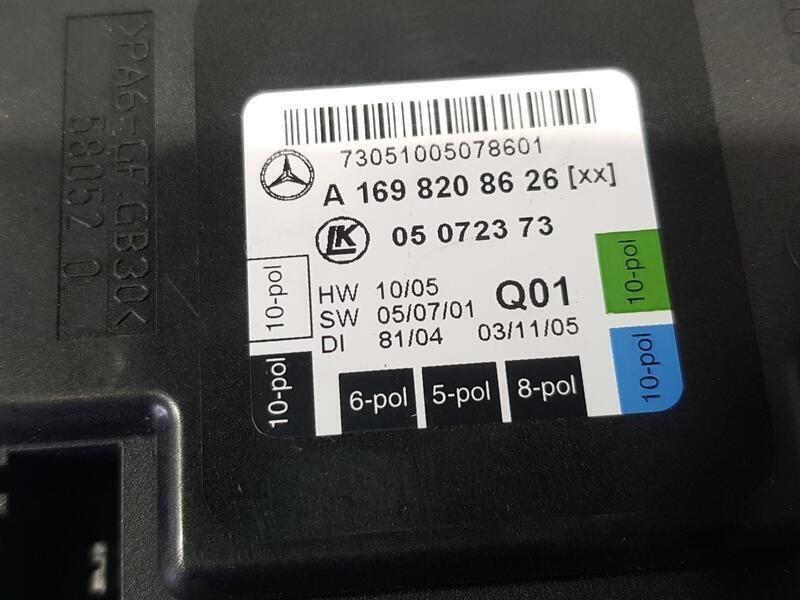 >PA6-GF GB30<
58052 0
73051005078601
A 169 820 86 26 [xx]
LK 05 0723 73
HW 10/05 Q01
SW 05/07/01
DI 81/04 03/11/05
10-pol
10-pol
6-pol
5-pol
8-pol
10-pol
10-pol